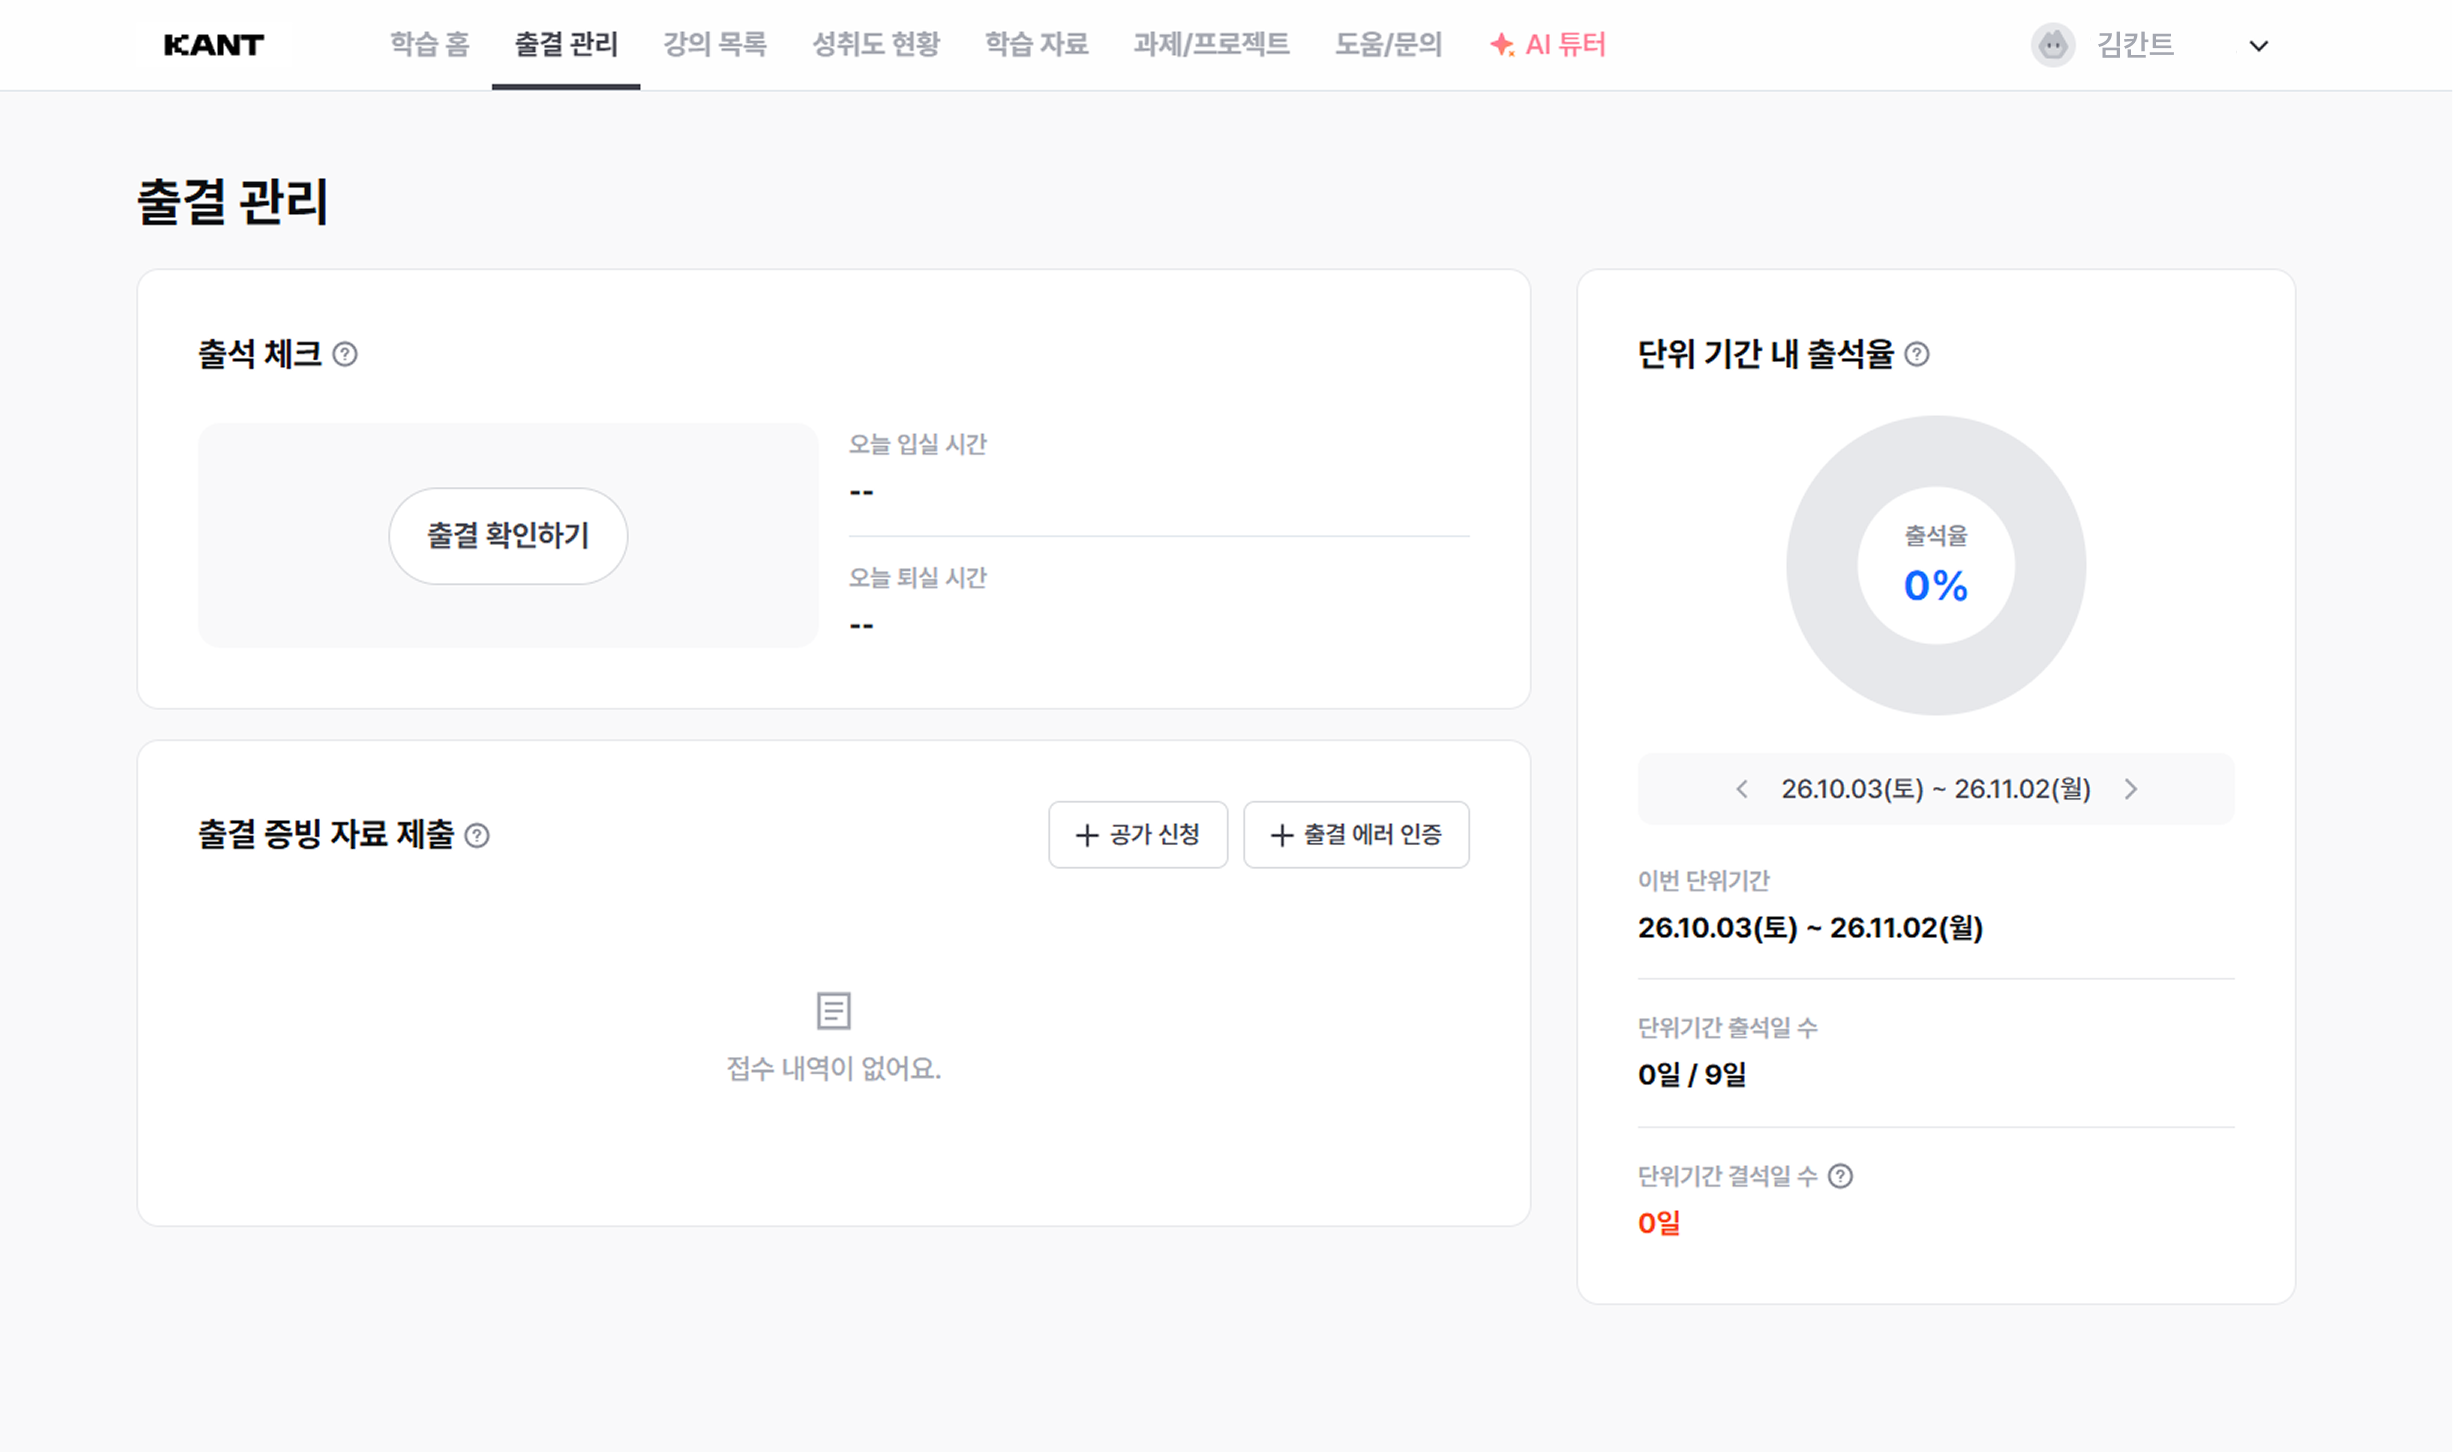 KANT
학습 홈
출결 관리
강의 목록
성취도 현황
학습 자료
과제/프로젝트
도움/문의
AI 튜터
김칸트
출결 관리
출석 체크
출결 확인하기
오늘 입실 시간
--
오늘 퇴실 시간
--
출결 증빙 자료 제출
+ 공가 신청
+ 출결 에러 인증
접수 내역이 없어요.
단위 기간 내 출석율
출석율
0%
26.10.03(토) ~ 26.11.02(월)
이번 단위기간
26.10.03(토) ~ 26.11.02(월)
단위기간 출석일 수
0일 / 9일
단위기간 결석일 수
0일